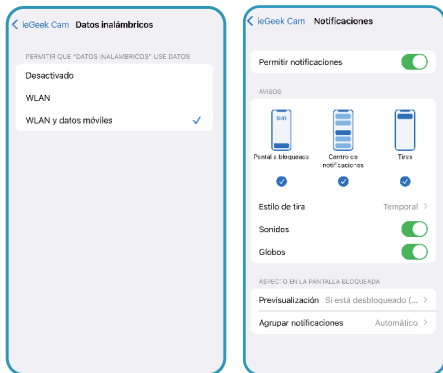 ieGeek Cam Datos inalámbricos
PERMITIR QUE "DATOS INALÁMBRICOS" USE DATOS
Desactivado
WLAN
WLAN y datos móviles
ieGeek Cam Notificaciones
Permitir notificaciones
AVISOS
9:41
Pantalla bloqueada
Centro de
notificaciones
Tiras
Estilo de tira Temporal
Sonidos
Globos
ASPECTO EN LA PANTALLA BLOQUEADA
Previsualización Si está desbloqueado (...
Agrupar notificaciones Automático